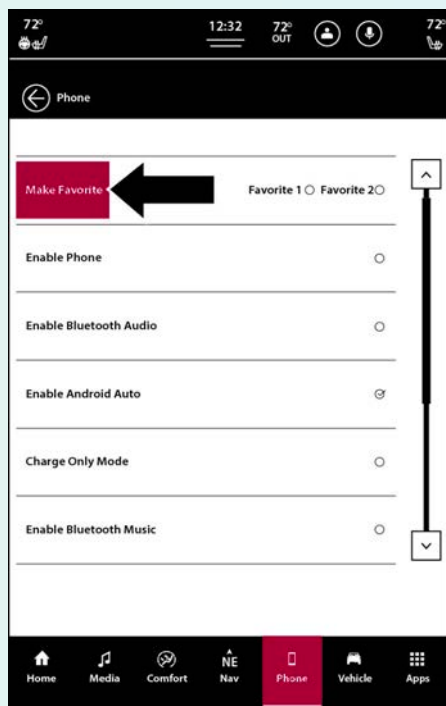 72° 12:32 72° 72°
OUT
Phone
Make Favorite Favorite 1 Favorite 2
Enable Phone
Enable Bluetooth Audio
Enable Android Auto
Charge Only Mode
Enable Bluetooth Music
NE
Home Media Comfort Nav Phone Vehicle Apps